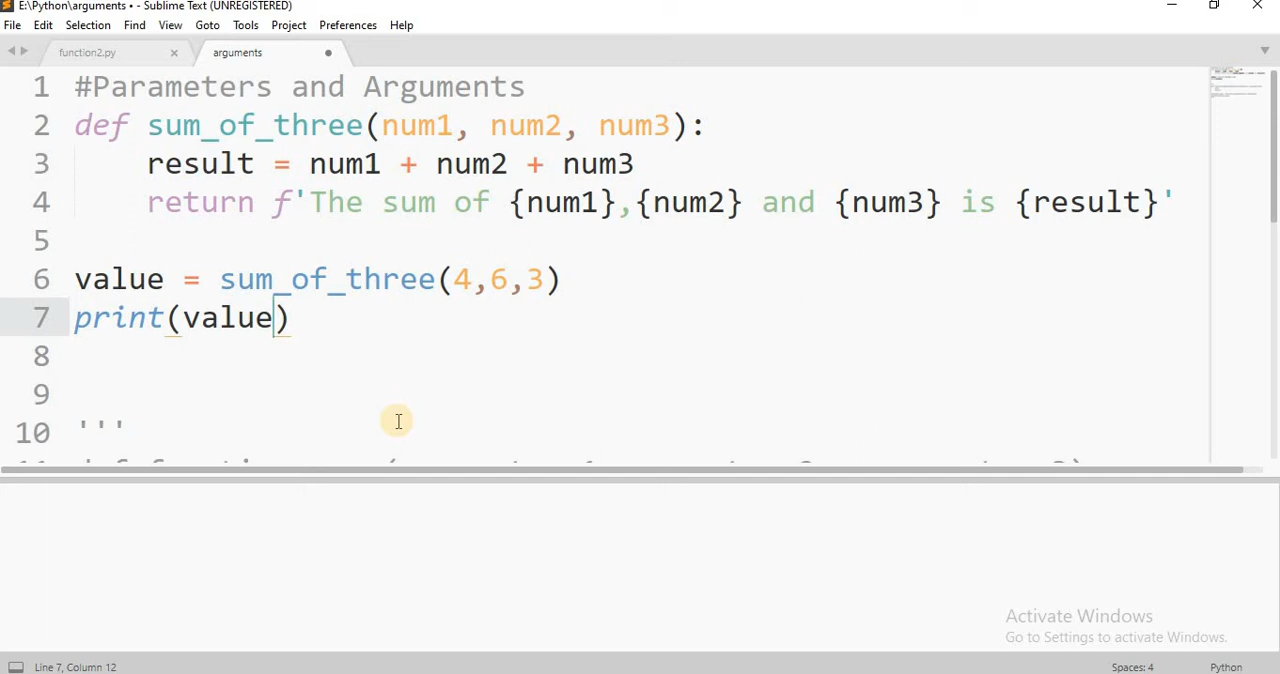 E:\Python\arguments • - Sublime Text (UNREGISTERED)
File Edit Selection Find View Goto Tools Project Preferences Help
function2.py arguments
1 #Parameters and Arguments
2 def sum_of_three(num1, num2, num3):
3 result = num1 + num2 + num3
4 return f'The sum of {num1},{num2} and {num3} is {result}'
5
6 value = sum_of_three(4,6,3)
7 print(value)
8
9
10 '''
Activate Windows
Go to Settings to activate Windows.
Line 7, Column 12 Spaces: 4 Python